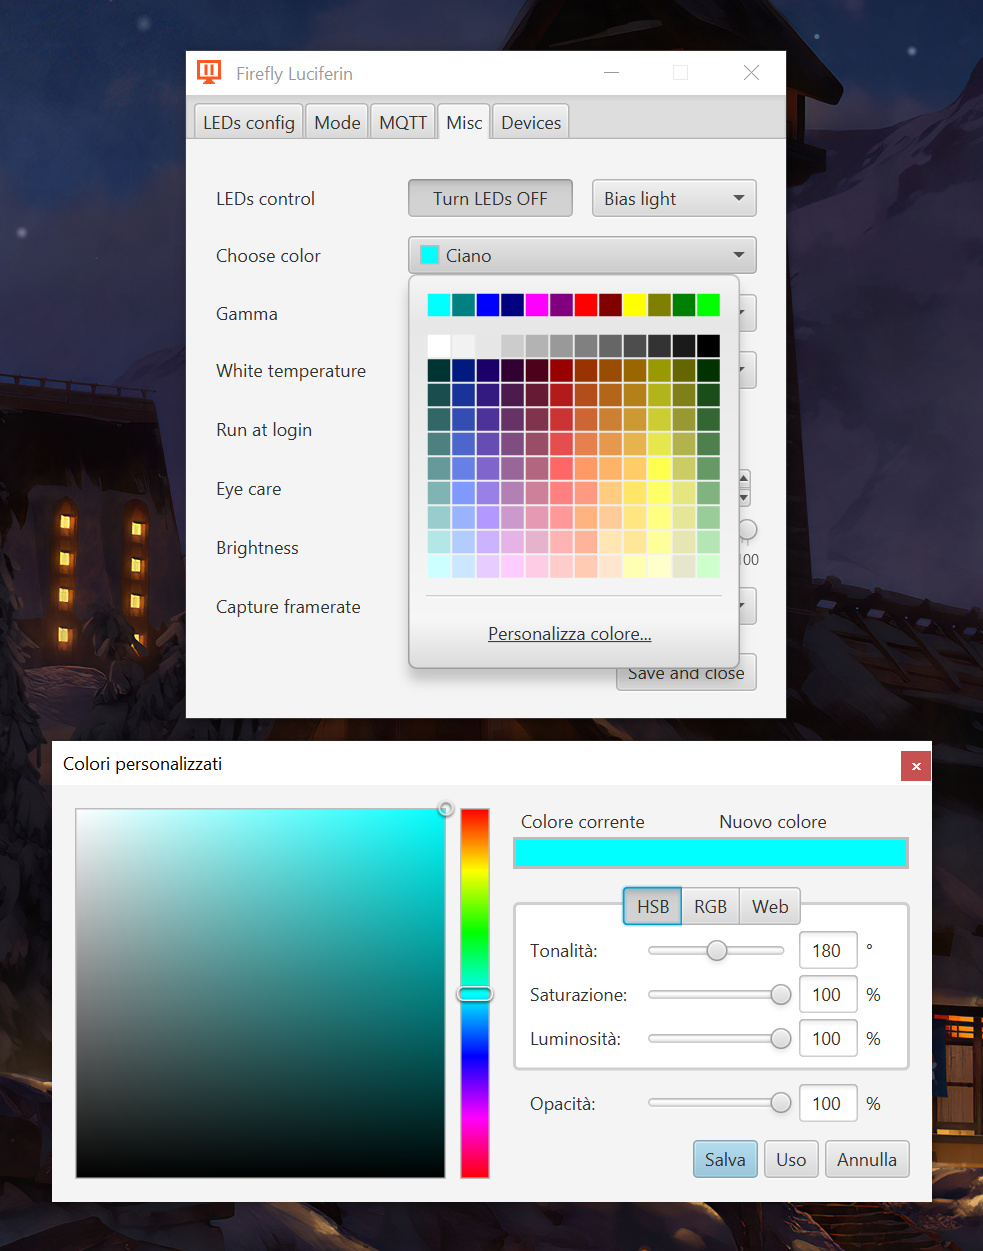 Firefly Luciferin
LEDs config Mode MQTT Misc Devices
LEDs control Turn LEDs OFF Bias light
Choose color Ciano
Gamma
White temperature
Run at login
Eye care
Brightness
100
Capture framerate
Personalizza colore...
Save and close
Colori personalizzati
Colore corrente Nuovo colore
HSB RGB Web
Tonalità: 180 °
Saturazione: 100 %
Luminosità: 100 %
Opacità: 100 %
Salva Uso Annulla